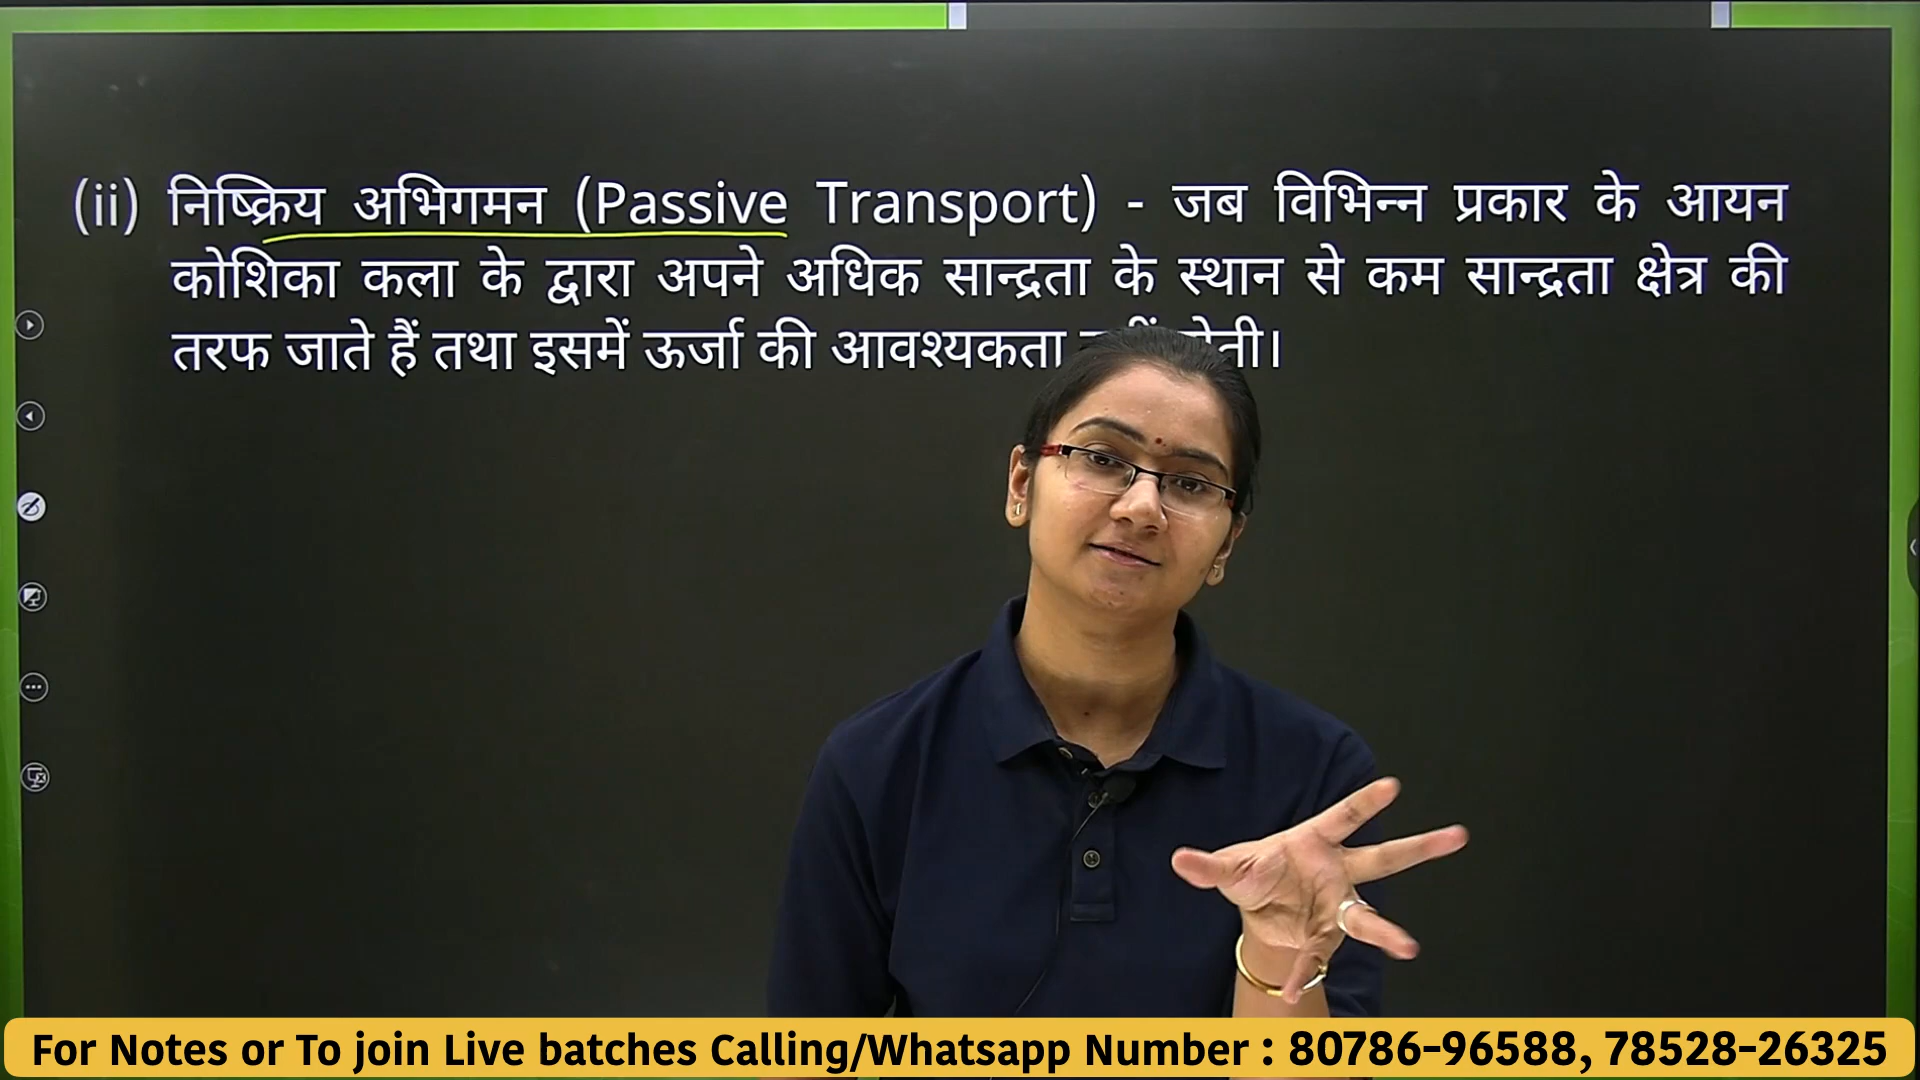 (ii) निष्क्रिय अभिगमन (Passive Transport) - जब विभिन्न प्रकार के आयन
कोशिका कला के द्वारा अपने अधिक सान्द्रता के स्थान से कम सान्द्रता क्षेत्र की
तरफ जाते हैं तथा इसमें ऊर्जा की आवश्यकता
For Notes or To join Live batches Calling/Whatsapp Number : 80786-96588, 78528-26325